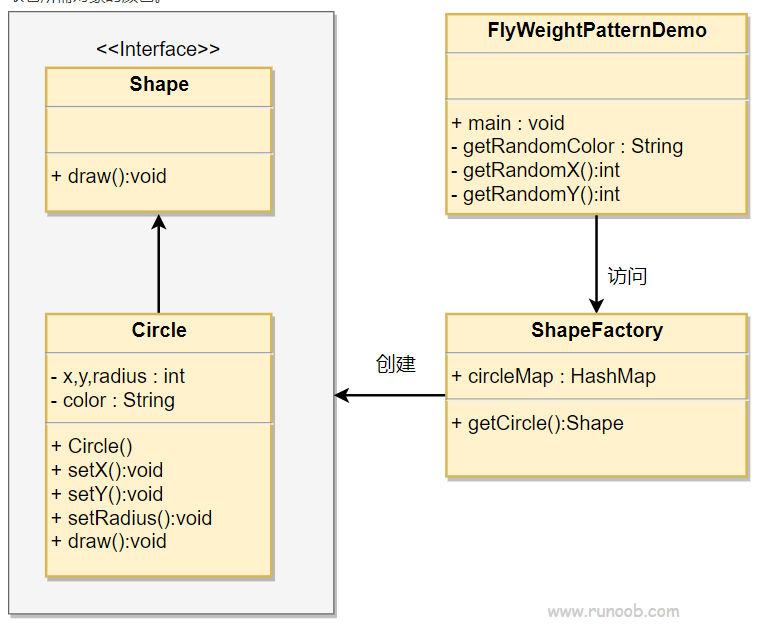 <<Interface>>
Shape
+ draw():void
Circle
- x,y,radius : int
- color : String
+ Circle()
+ setX():void
+ setY():void
+ setRadius():void
+ draw():void
FlyWeightPatternDemo
+ main : void
- getRandomColor : String
- getRandomX():int
- getRandomY():int
访问
ShapeFactory
+ circleMap : HashMap
+ getCircle():Shape
创建
www.runoob.com